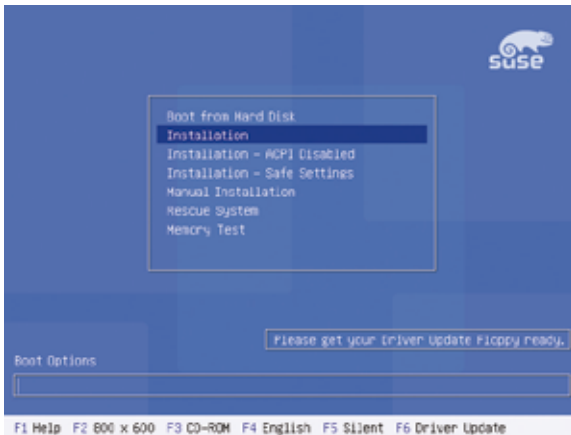 SUSE
Boot from Hard Disk
Installation
Installation - ACPI Disabled
Installation - Safe Settings
Manual Installation
Rescue System
Memory Test
Please get your Driver Update Floppy ready.
Boot Options
F1 Help F2 800 x 600 F3 CD-ROM F4 English F5 Silent F6 Driver Update